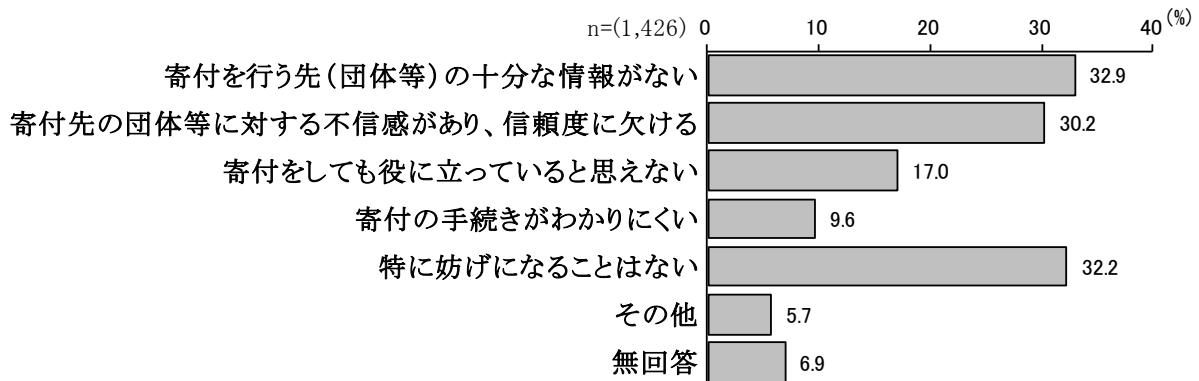 n=(1,426) 0 10 20 30 40 (%)
寄付を行う先(団体等)の十分な情報がない 32.9
寄付先の団体等に対する不信感があり、信頼度に欠ける 30.2
寄付をしても役に立っていると思えない 17.0
寄付の手続きがわかりにくい 9.6
特に妨げになることはない 32.2
その他 5.7
無回答 6.9